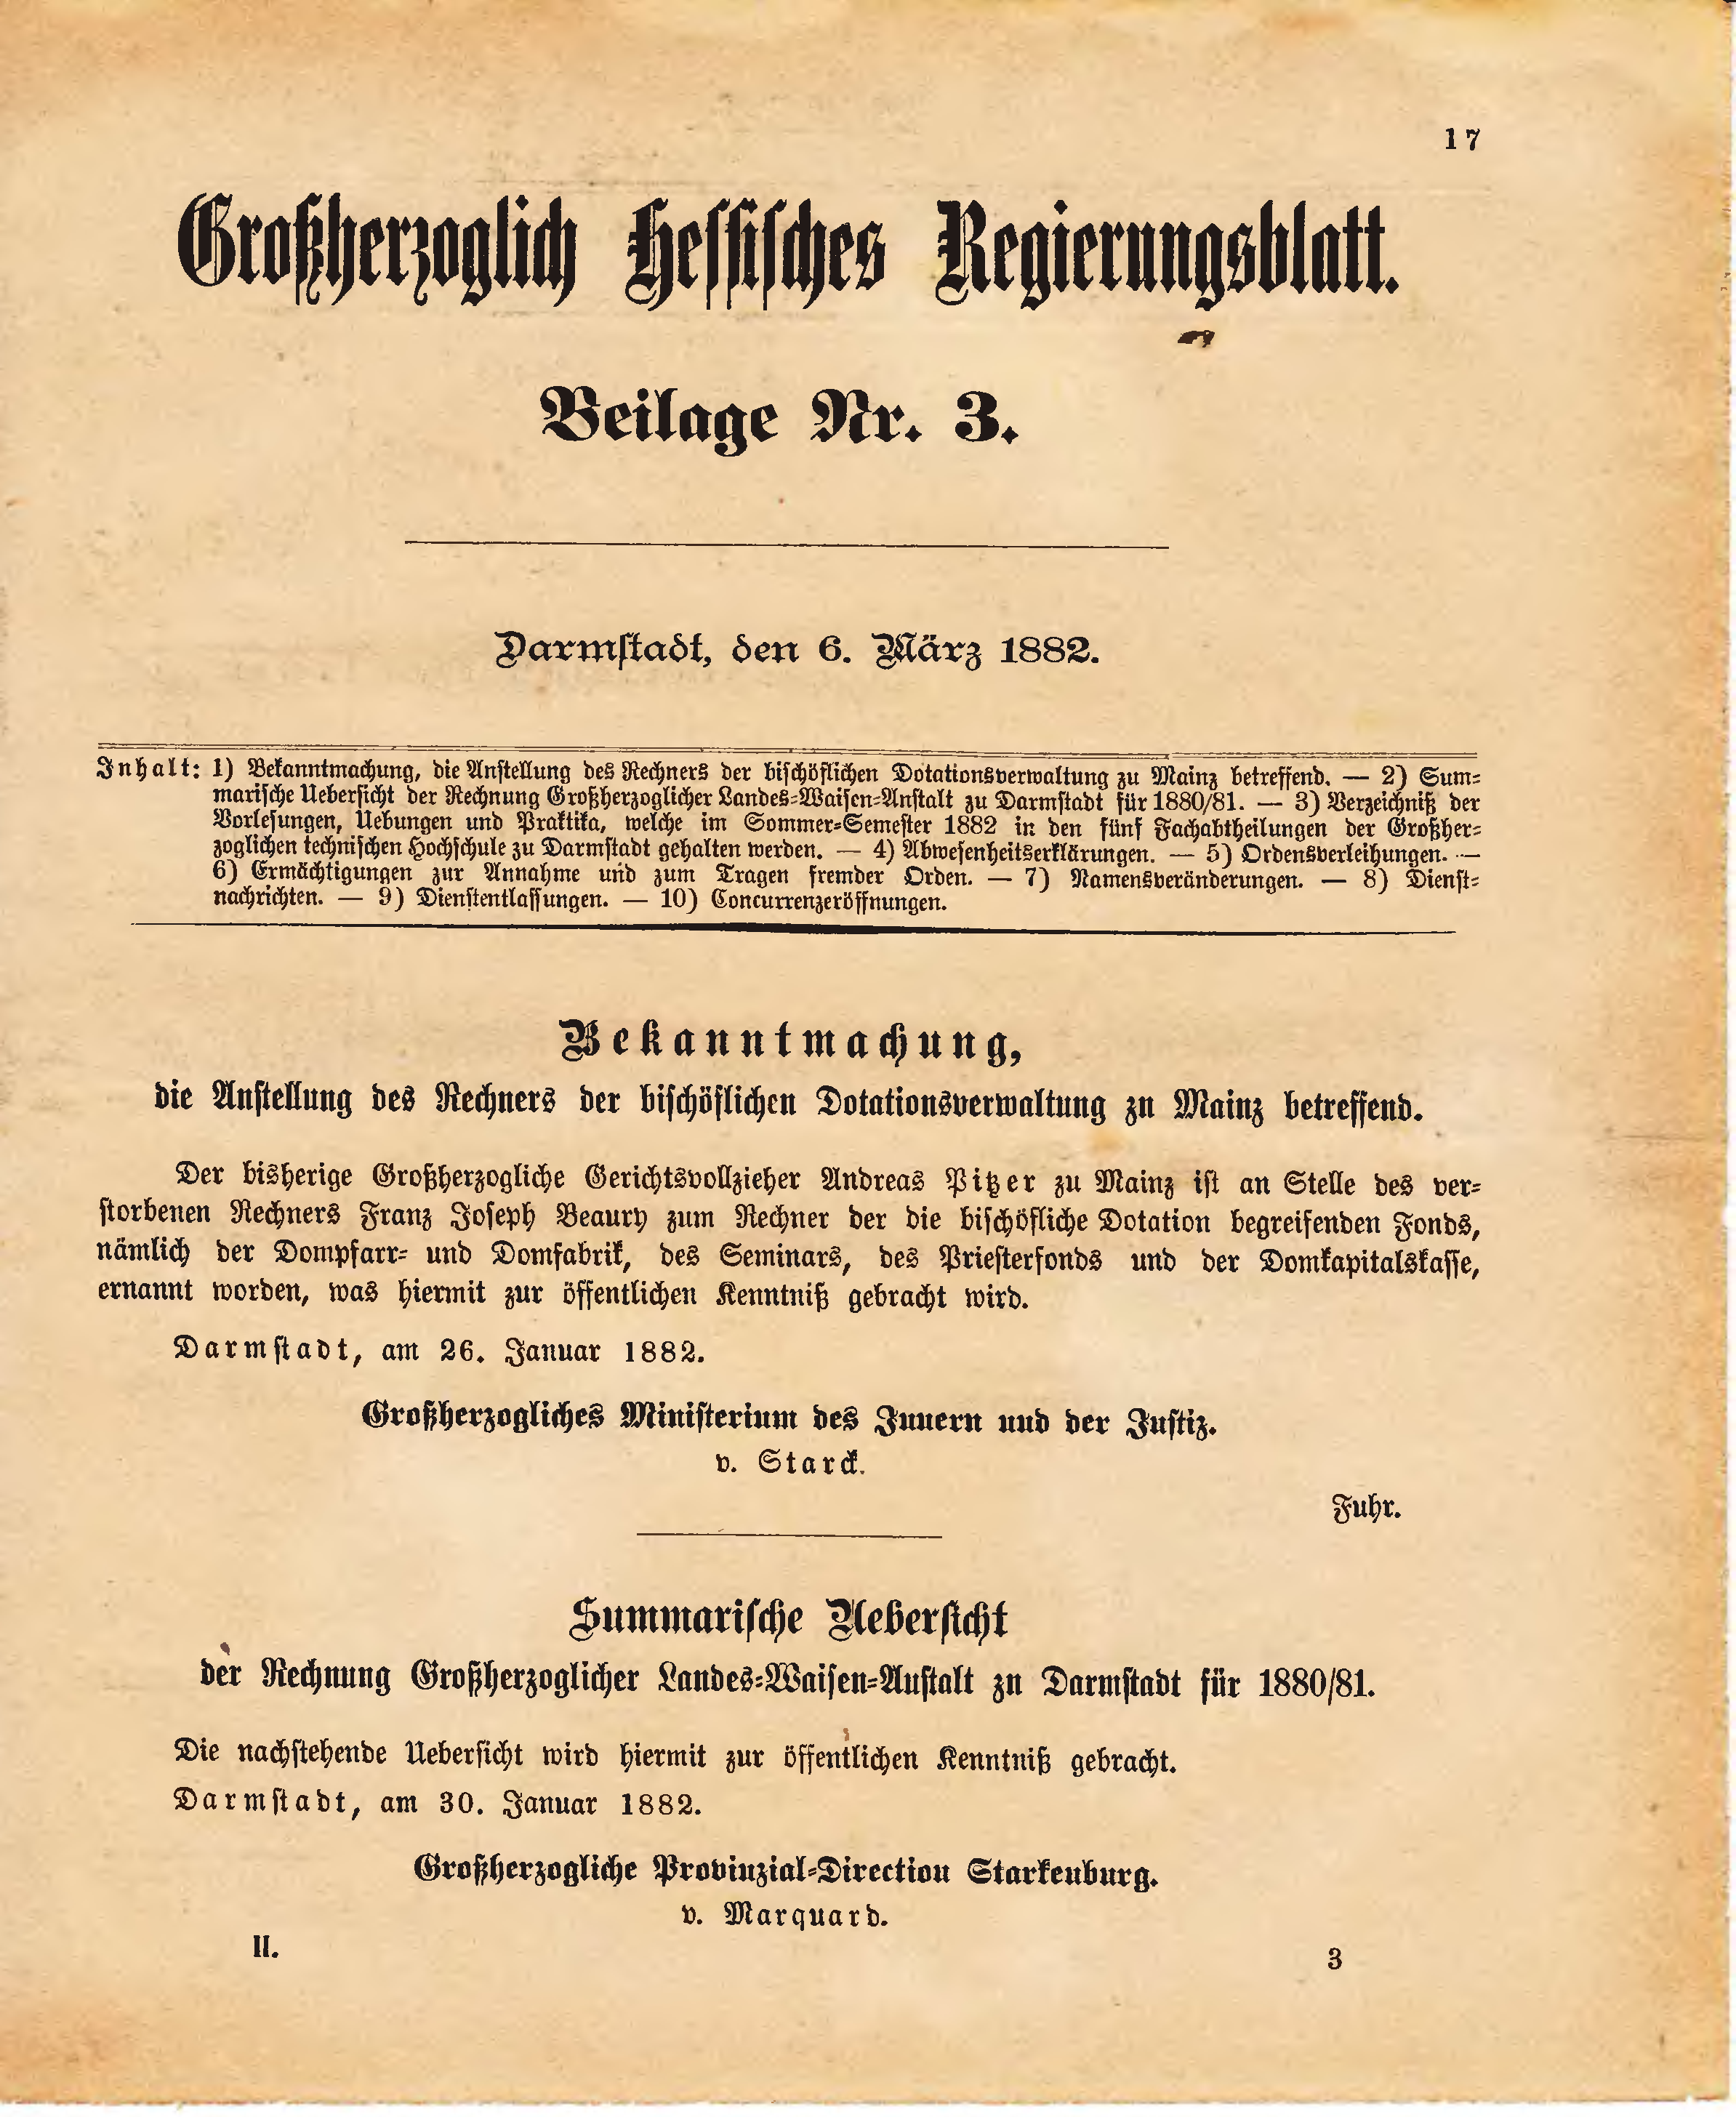 17
Großherzoglich Hessisches Regierungsblatt.
Beilage Nr. 3.
Darmstadt, den 6. März 1882.
Inhalt: 1) Bekanntmachung, die Anstellung des Rechners der bischöflichen Dotationsverwaltung zu Mainz betreffend. — 2) Sum-
marische Uebersicht der Rechnung Großherzoglicher Landes-Waisen-Anstalt zu Darmstadt für 1880/81. — 3) Verzeichniß der
Vorlesungen, Uebungen und Praktika, welche im Sommer-Semester 1882 in den fünf Fachabtheilungen der Großher-
zoglichen technischen Hochschule zu Darmstadt gehalten werden. — 4) Abwesenheitserklärungen. — 5) Ordensverleihungen. —
6) Ermächtigungen zur Annahme und zum Tragen fremder Orden. — 7) Namensveränderungen. — 8) Dienst-
nachrichten. — 9) Dienstentlassungen. — 10) Concurrenzeröffnungen.
Bekanntmachung,
die Anstellung des Rechners der bischöflichen Dotationsverwaltung zu Mainz betreffend.
Der bisherige Großherzogliche Gerichtsvollzieher Andreas Pitzer zu Mainz ist an Stelle des ver-
storbenen Rechners Franz Joseph Beaury zum Rechner der die bischöfliche Dotation begreifenden Fonds,
nämlich der Dompfarr- und Domfabrik, des Seminars, des Priesterfonds und der Domkapitalskasse,
ernannt worden, was hiermit zur öffentlichen Kenntniß gebracht wird.
Darmstadt, am 26. Januar 1882.
Großherzogliches Ministerium des Innern und der Justiz.
v. Starck.
Fuhr.
Summarische Uebersicht
der Rechnung Großherzoglicher Landes-Waisen-Anstalt zu Darmstadt für 1880/81.
Die nachstehende Uebersicht wird hiermit zur öffentlichen Kenntniß gebracht.
Darmstadt, am 30. Januar 1882.
Großherzogliche Provinzial-Direction Starkenburg.
v. Marquard.
II.
3